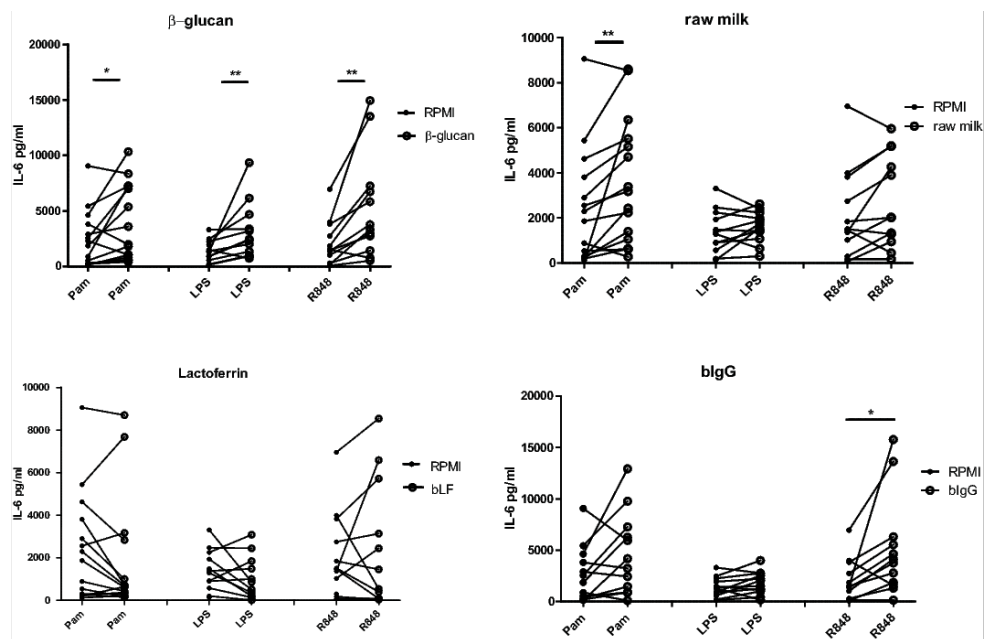 β–glucan
20000
15000
10000
5000
0
IL-6 pg/ml
*
**
**
RPMI
β-glucan
Pam
Pam
LPS
LPS
R848
R848
raw milk
10000
8000
6000
4000
2000
0
IL-6 pg/ml
**
RPMI
raw milk
Pam
Pam
LPS
LPS
R848
R848
Lactoferrin
10000
8000
6000
4000
2000
0
IL-6 pg/ml
RPMI
bLF
Pam
Pam
LPS
LPS
R848
R848
bIgG
20000
15000
10000
5000
0
IL-6 pg/ml
*
RPMI
bIgG
Pam
Pam
LPS
LPS
R848
R848